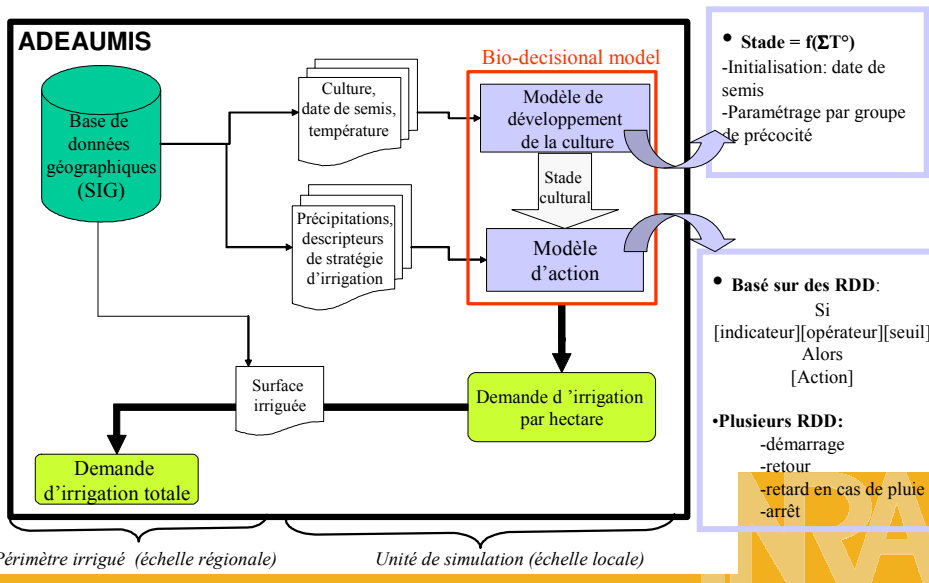 ADEAUMIS
Base de
données
géographiques
(SIG)
Culture,
date de semis,
température
Précipitations,
descripteurs
de stratégie
d’irrigation
Bio-decisional model
Modèle de
développement
de la culture
Stade
cultural
Modèle
d’action
Surface
irriguée
Demande d ’irrigation
par hectare
Demande
d’irrigation totale
Périmètre irrigué (échelle régionale)
Unité de simulation (échelle locale)
• Stade = f(ΣT°)
-Initialisation: date de
semis
-Paramétrage par groupe
de précocité
• Basé sur des RDD:
Si
[indicateur][opérateur][seuil]
Alors
[Action]
•Plusieurs RDD:
-démarrage
-retour
-retard en cas de pluie
-arrêt
NRA